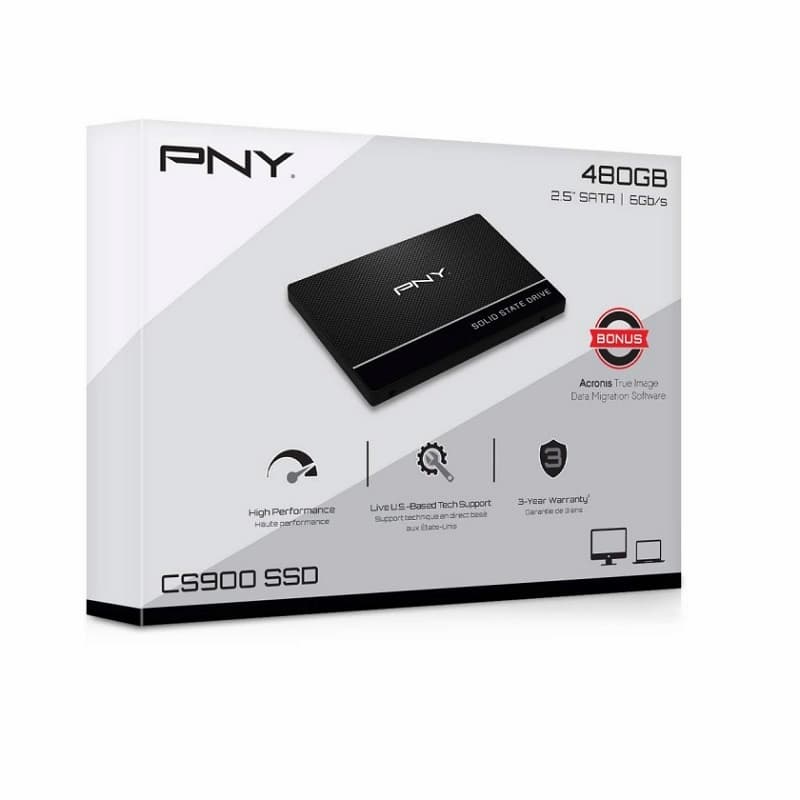 PNY
480GB
2.5" SATA | 6Gb/s
PNY
SOLID STATE DRIVE
BONUS
Acronis True Image
Data Migration Software
High Performance
Haute performance
Live U.S.-Based Tech Support
Support technique en direct basé
aux États-Unis
3
3-Year Warranty¹
Garantie de 3 ans
CS900 SSD